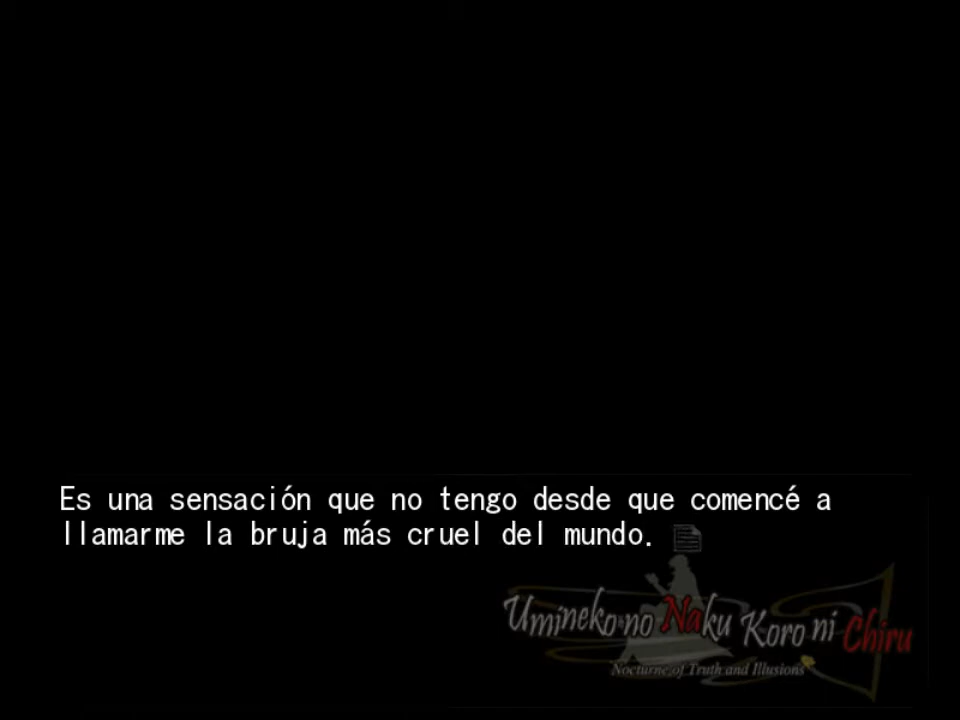 Es una sensación que no tengo desde que comencé a
llamarme la bruja más cruel del mundo.
Umineko no Naku Koro ni Chiru
Nocturne of Truth and Illusions